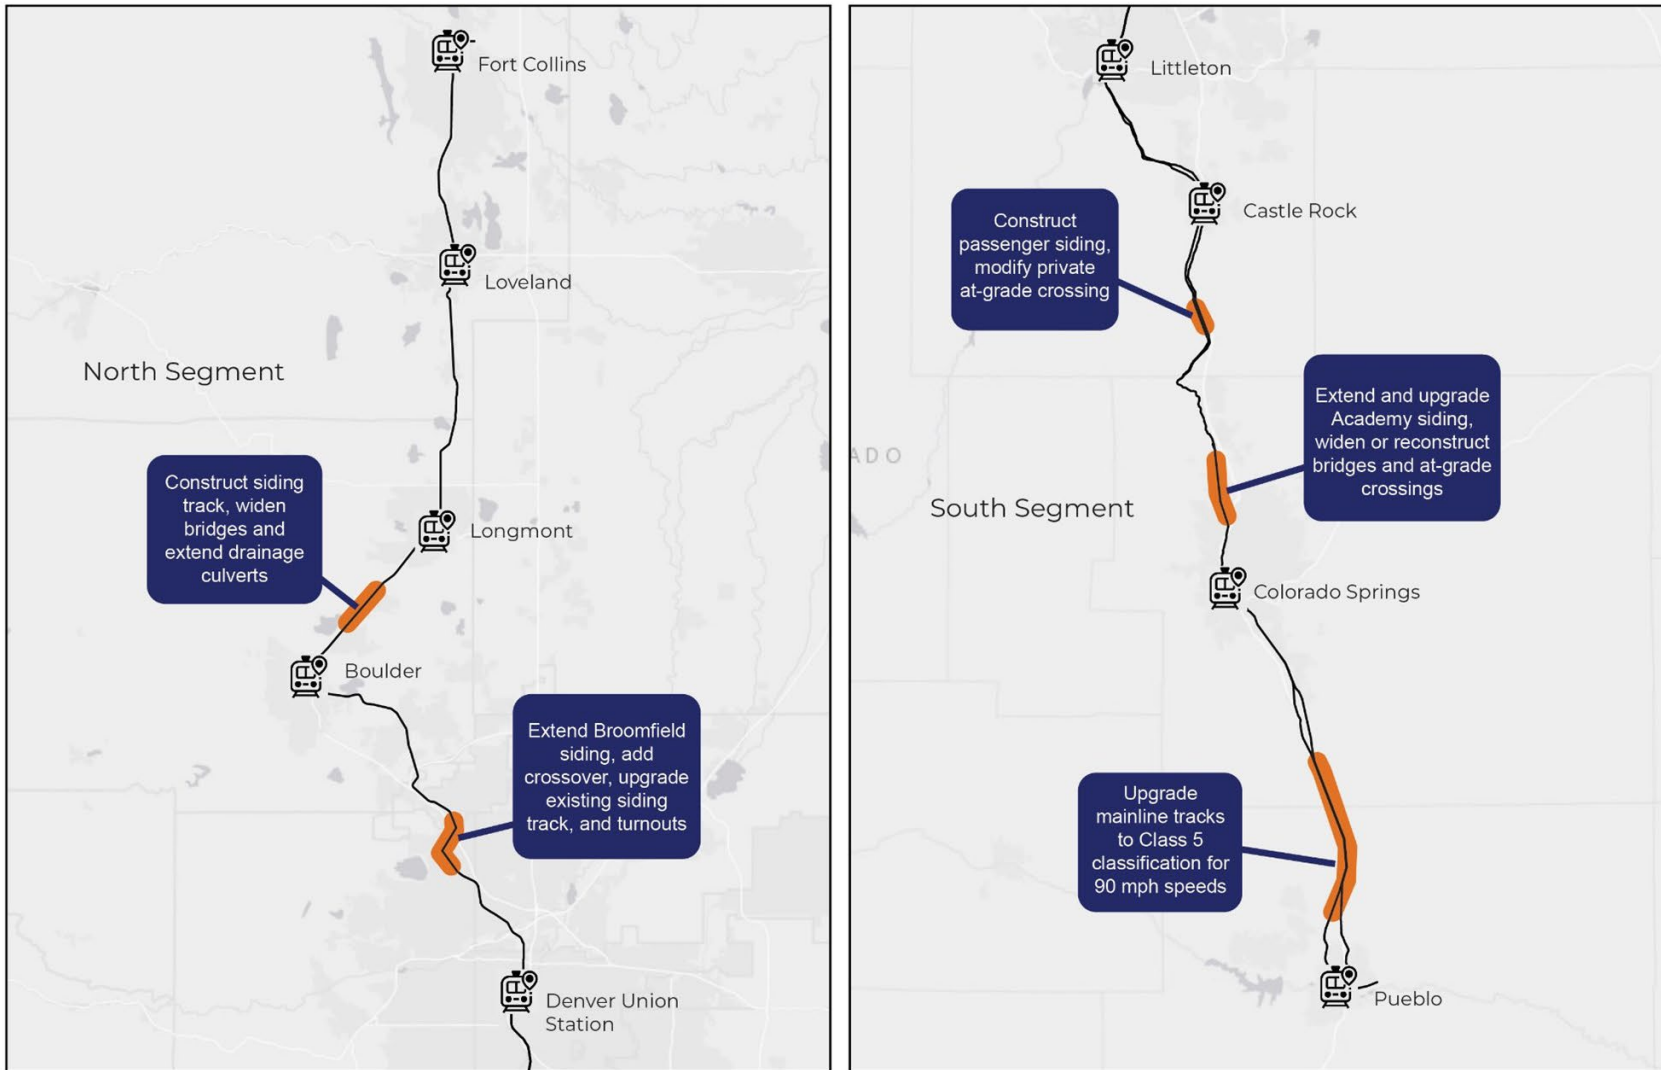 Fort Collins
Loveland
North Segment
Construct siding
track, widen
bridges and
extend drainage
culverts
Longmont
Boulder
Extend Broomfield
siding, add
crossover, upgrade
existing siding
track, and turnouts
Denver Union
Station
Littleton
Construct
passenger siding,
modify private
at-grade crossing
Castle Rock
Extend and upgrade
Academy siding,
widen or reconstruct
bridges and at-grade
crossings
ADO
South Segment
Colorado Springs
Upgrade
mainline tracks
to Class 5
classification for
90 mph speeds
Pueblo